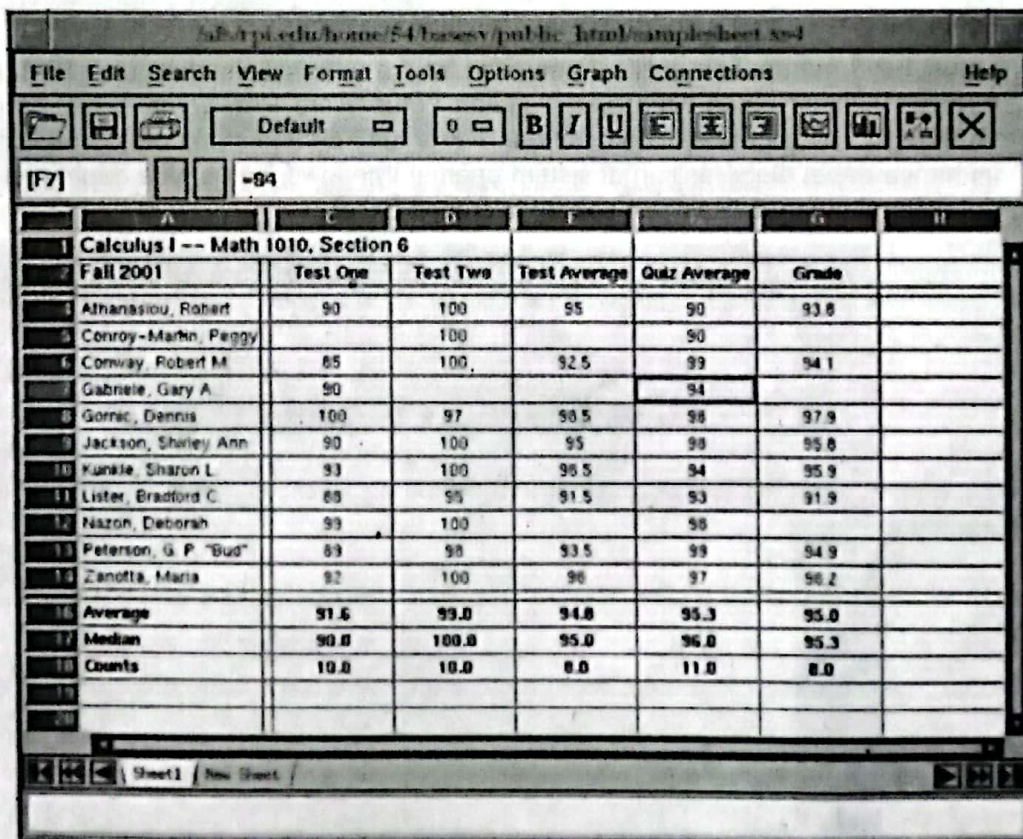 /afs/rpi.edu/home/54/basesv/public_html/samplesheet.xs4
File Edit Search View Format Tools Options Graph Connections Help
Default 0 B I U
[F7] =94
A C D E F G H
1 Calculus I -- Math 1010, Section 6
2 Fall 2001 Test One Test Two Test Average Quiz Average Grade
4 Athanasiou, Robert 90 100 95 90 93.8
5 Conroy-Martin, Peggy 100 90
6 Conway, Robert M. 85 100 92.5 99 94.1
7 Gabriele, Gary A. 90 94
8 Gornic, Dennis 100 97 98.5 96 97.9
9 Jackson, Shirley Ann 90 100 95 98 95.8
10 Kunkle, Sharon L. 93 100 96.5 94 95.9
11 Lister, Bradford C. 88 95 91.5 93 91.9
12 Nazon, Deborah 99 100 98
13 Peterson, G. P. "Bud" 89 98 93.5 99 94.9
14 Zanotta, Maria 92 100 96 97 96.2
16 Average 91.6 99.0 94.8 95.3 95.0
17 Median 90.0 100.0 95.0 96.0 95.3
18 Counts 10.0 10.0 8.0 11.0 8.0
19
20
Sheet1 New Sheet